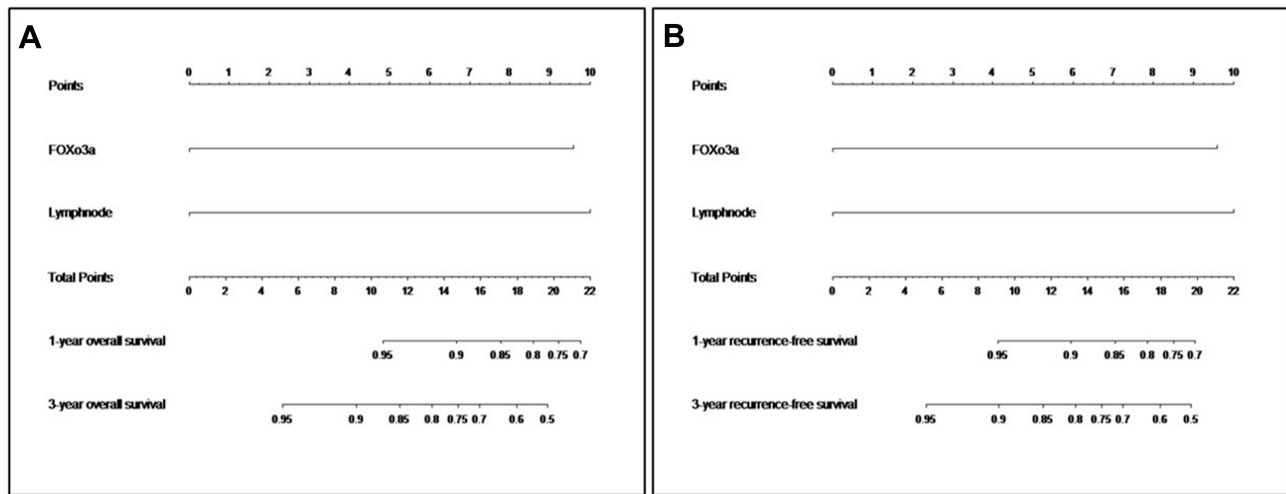 A
0 1 2 3 4 5 6 7 8 9 10
Points
FOXo3a
Lymphnode
Total Points
0 2 4 6 8 10 12 14 16 18 20 22
1-year overall survival
0.95 0.9 0.85 0.8 0.75 0.7
3-year overall survival
0.95 0.9 0.85 0.8 0.75 0.7 0.6 0.5
B
0 1 2 3 4 5 6 7 8 9 10
Points
FOXo3a
Lymphnode
Total Points
0 2 4 6 8 10 12 14 16 18 20 22
1-year recurrence-free survival
0.95 0.9 0.85 0.8 0.75 0.7
3-year recurrence-free survival
0.95 0.9 0.85 0.8 0.75 0.7 0.6 0.5